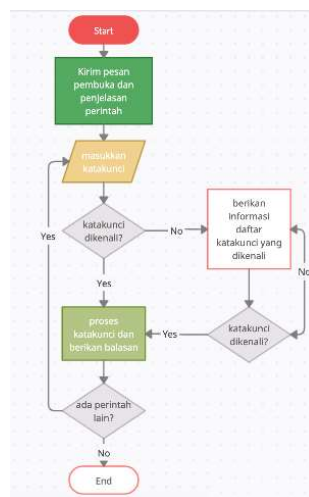 Start
Kirim pesan
pembuka dan
penjelasan
perintah
masukkan
katakunci
katakunci
dikenali?
No
berikan
informasi
daftar
katakunci yang
dikenali
Yes
No
Yes
proses
katakunci dan
berikan balasan
Yes
katakunci
dikenali?
ada perintah
lain?
No
End